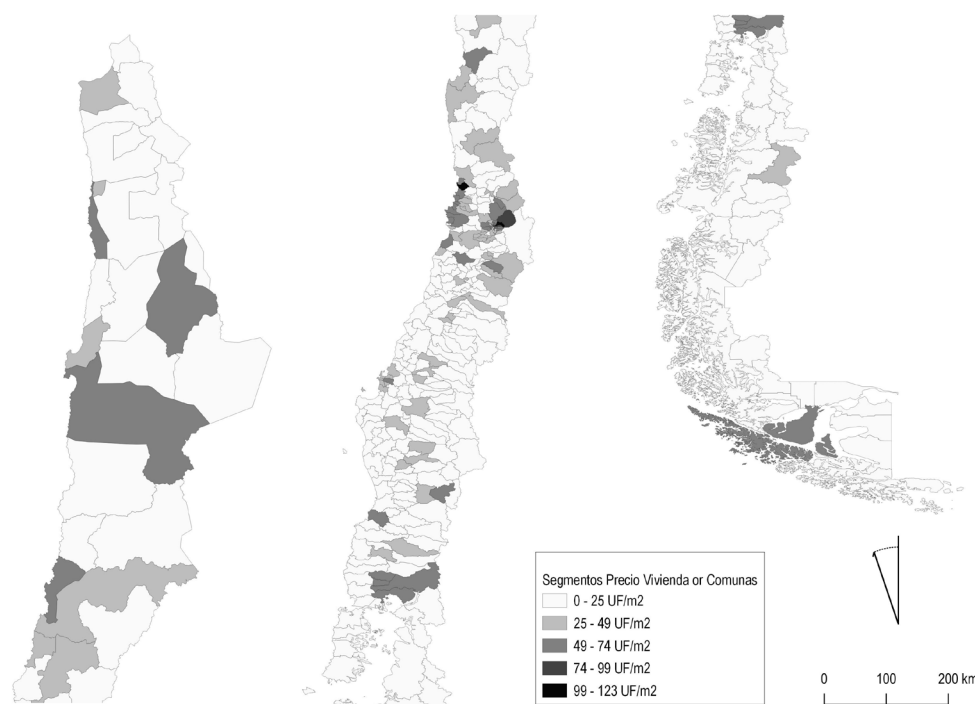 Segmentos Precio Vivienda or Comunas
0 - 25 UF/m2
25 - 49 UF/m2
49 - 74 UF/m2
74 - 99 UF/m2
99 - 123 UF/m2
0 100 200 km